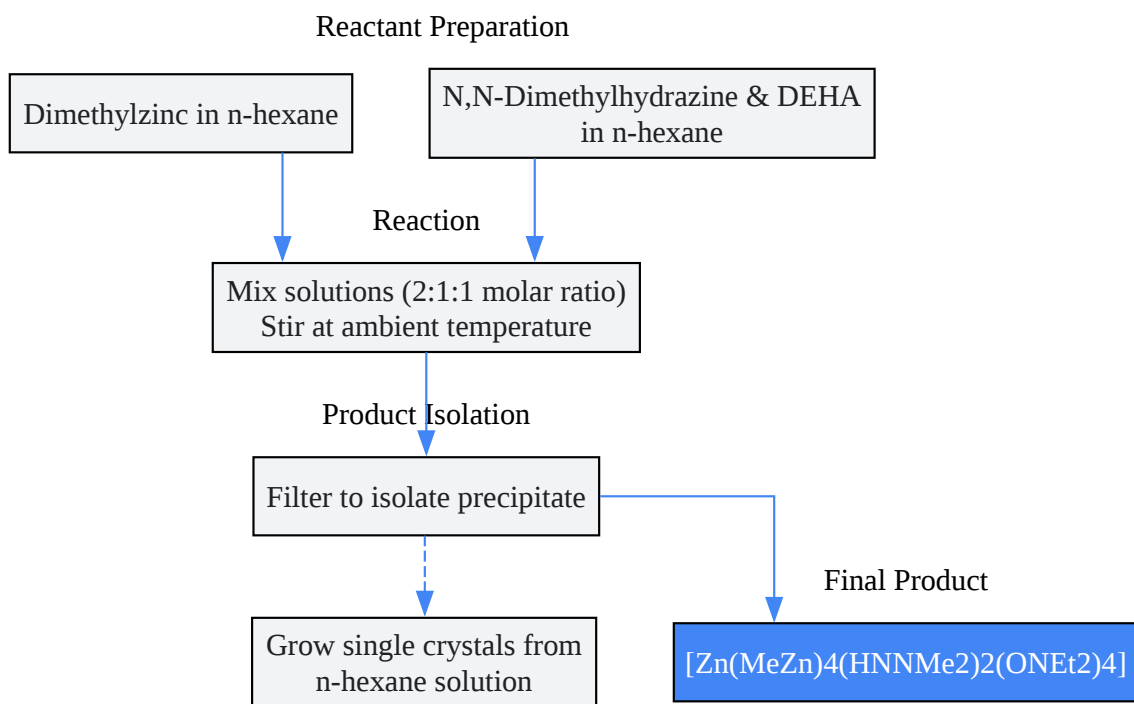 Reactant Preparation
Dimethylzinc in n-hexane
N,N-Dimethylhydrazine & DEHA
in n-hexane
Reaction
Mix solutions (2:1:1 molar ratio)
Stir at ambient temperature
Product Isolation
Filter to isolate precipitate
Final Product
Grow single crystals from
n-hexane solution
[Zn(MeZn)4(HNNMe2)2(ONEt2)4]